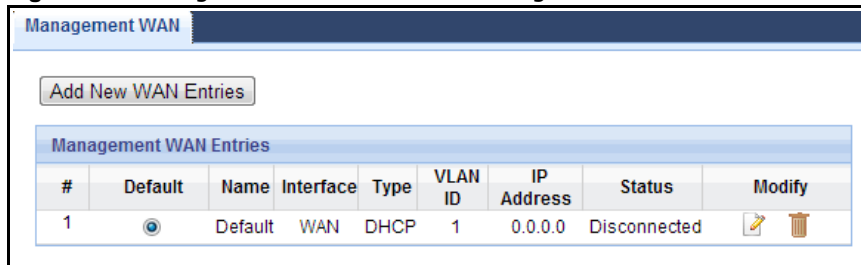 Management WAN
Add New WAN Entries
Management WAN Entries
# Default Name Interface Type VLAN ID IP Address Status Modify
1 Default WAN DHCP 1 0.0.0.0 Disconnected